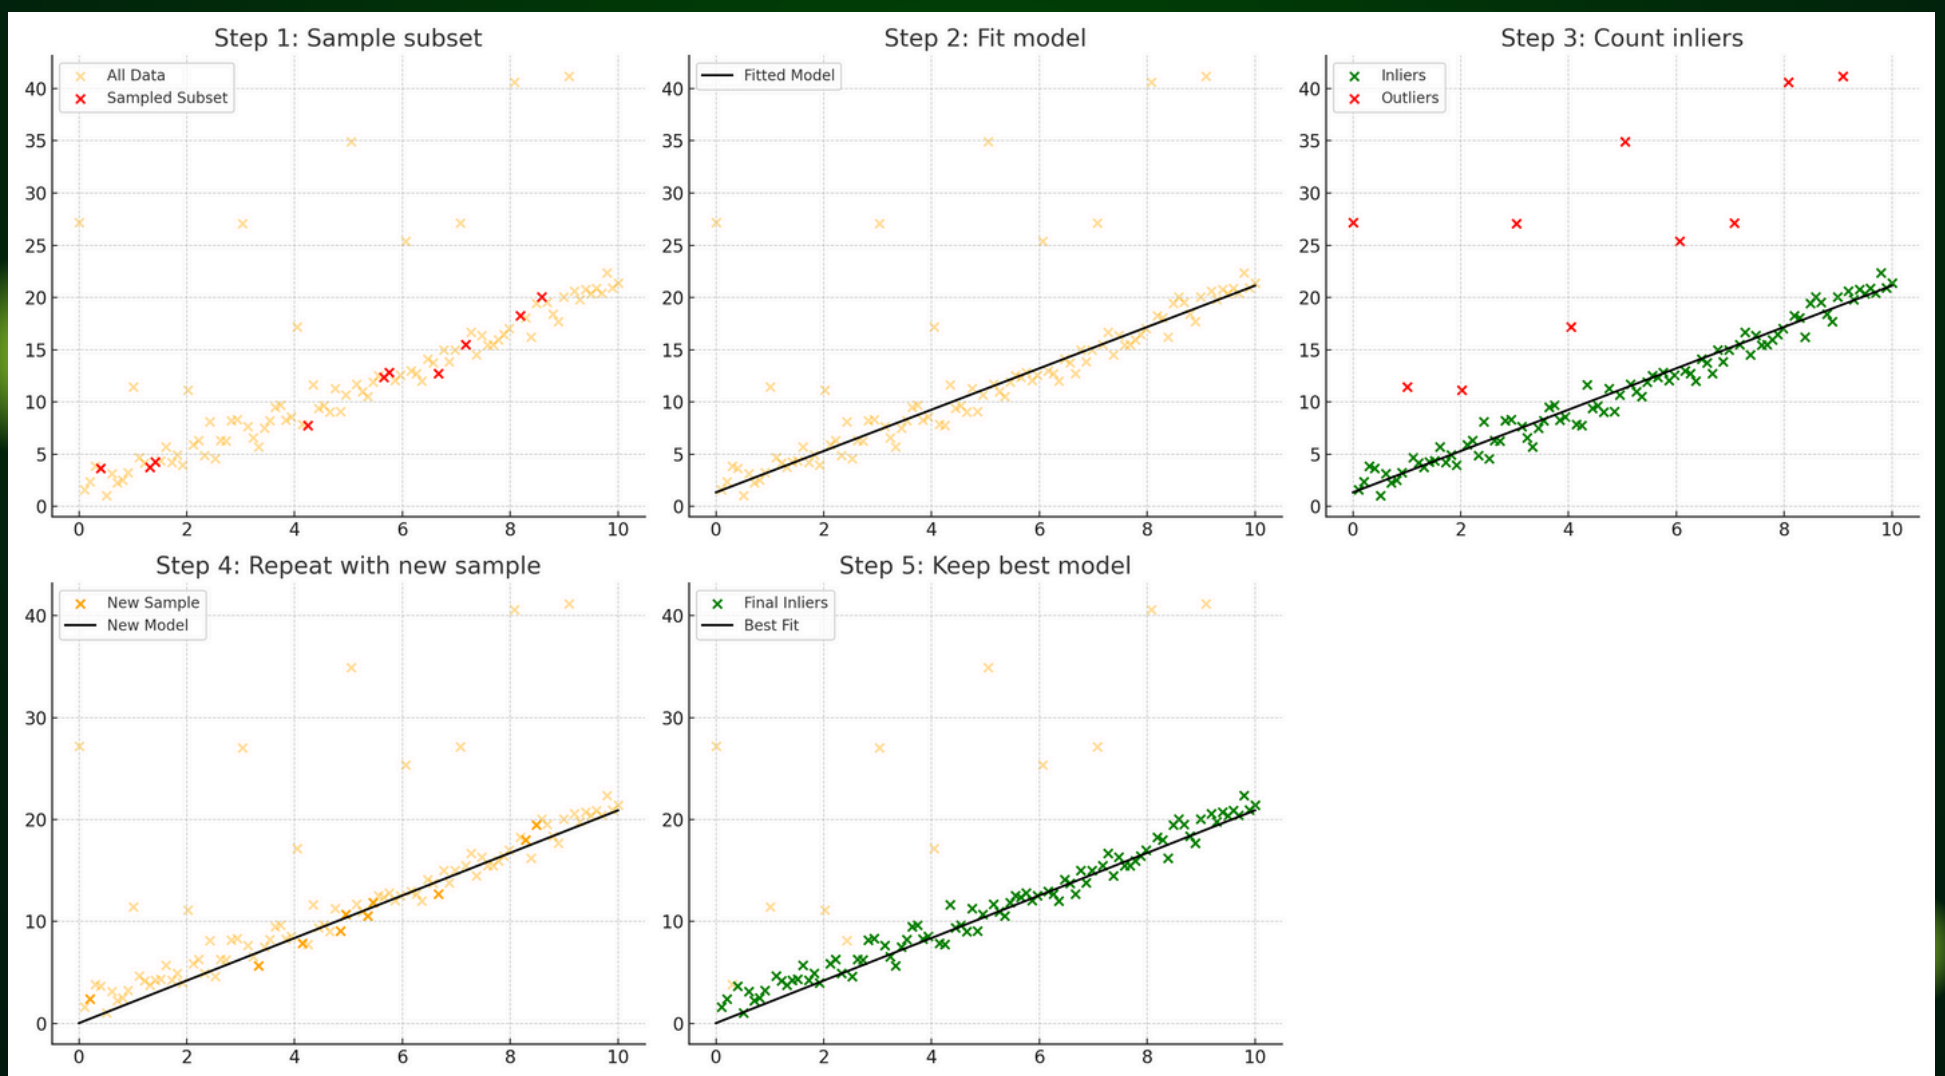 Step 1: Sample subset
All Data
Sampled Subset
40
35
30
25
20
15
10
5
0
0 2 4 6 8 10
Step 2: Fit model
Fitted Model
40
35
30
25
20
15
10
5
0
0 2 4 6 8 10
Step 3: Count inliers
Inliers
Outliers
40
35
30
25
20
15
10
5
0
0 2 4 6 8 10
Step 4: Repeat with new sample
New Sample
New Model
40
30
20
10
0
0 2 4 6 8 10
Step 5: Keep best model
Final Inliers
Best Fit
40
30
20
10
0
0 2 4 6 8 10